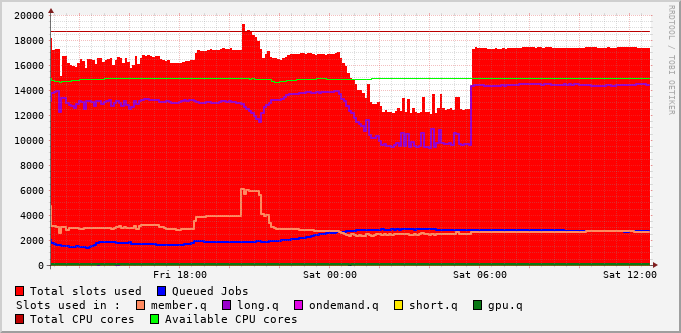 RRDTOOL / TOBI OETIKER
20000
18000
16000
14000
12000
10000
8000
6000
4000
2000
0
Fri 18:00 Sat 00:00 Sat 06:00 Sat 12:00
Total slots used Queued Jobs
Slots used in : member.q long.q ondemand.q short.q gpu.q
Total CPU cores Available CPU cores